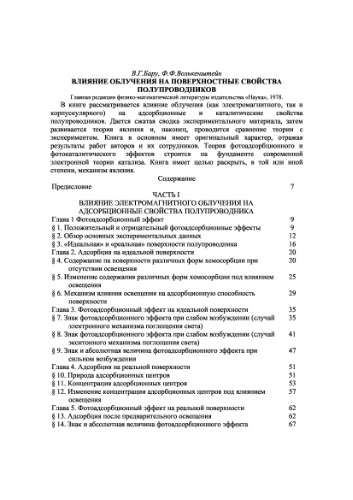 В.Г.Бару, Ф.Ф.Волькенштейн
ВЛИЯНИЕ ОБЛУЧЕНИЯ НА ПОВЕРХНОСТНЫЕ СВОЙСТВА
ПОЛУПРОВОДНИКОВ
Главная редакция физико-математической литературы издательства «Наука», 1978.
В книге рассматривается влияние облучения (как электромагнитного, так и
корпускулярного) на адсорбционные и каталитические свойства
полупроводников. Дается сжатая сводка экспериментального материала, затем
развивается теория явления и, наконец, проводится сравнение теории с
экспериментом. Книга в основном имеет оригинальный характер, отражая
результаты работ авторов и их сотрудников. Теория фотоадсорбционного и
фотокаталитического эффектов строится на фундаменте современной
электронной теории катализа. Книга имеет целью раскрыть, в той или иной
степени, механизм явления.
Содержание
Предисловие 7
ЧАСТЬ I
ВЛИЯНИЕ ЭЛЕКТРОМАГНИТНОГО ОБЛУЧЕНИЯ НА
АДСОРБЦИОННЫЕ СВОЙСТВА ПОЛУПРОВОДНИКА
Глава 1 Фотоадсорбционный эффект 9
§ 1. Положительный и отрицательный фотоадсорбционные эффекты 9
§ 2. Обзор основных экспериментальных данных 12
§ 3. «Идеальная» и «реальная» поверхности полупроводника 16
Глава 2. Адсорбция на идеальной поверхности 20
§ 4. Содержание на поверхности различных форм хемосорбции при 20
отсутствии освещения
§ 5. Изменение содержания различных форм хемосорбции под влиянием 25
освещения
§ 6. Механизм влияния освещения на адсорбционную способность 29
поверхности
Глава 3. Фотоадсорбционный эффект на идеальной поверхности 35
§ 7. Знак фотоадсорбционного эффекта при слабом возбуждении (случай 35
электронного механизма поглощения света)
§ 8. Знак фотоадсорбционного эффекта при слабом возбуждении (случай 41
экситонного механизма поглощения света)
§ 9. Знак и абсолютная величина фотоадсорбционного эффекта при 47
сильном возбуждении
Глава 4. Адсорбция на реальной поверхности 51
§ 10. Природа адсорбционных центров 51
§ 11. Концентрация адсорбционных центров 53
§ 12. Изменение концентрации адсорбционных центров под влиянием 57
освещения
Глава 5. Фотоадсорбционный эффект на реальной поверхности 62
§ 13. Адсорбция после предварительного освещения 62
§ 14. Знак и абсолютная величина фотоадсорбционного эффекта 67